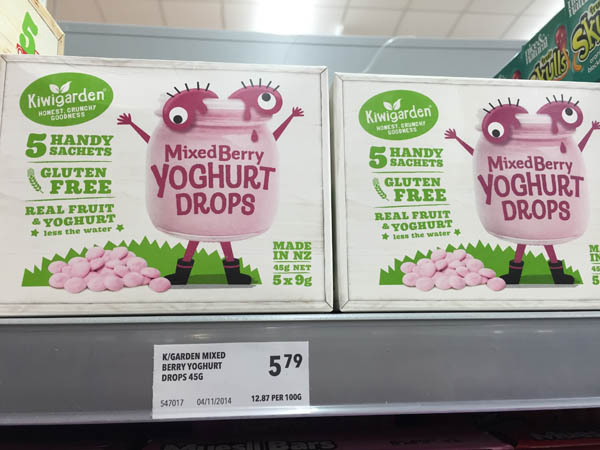 Kiwigarden
HONEST, CRUNCHY
GOODNESS
5 HANDY
SACHETS
GLUTEN
FREE
REAL FRUIT
& YOGHURT
less the water
Mixed Berry
YOGHURT
DROPS
MADE
IN NZ
45g NET
5x9g
Kiwigarden
HONEST, CRUNCHY
GOODNESS
5 HANDY
SACHETS
GLUTEN
FREE
REAL FRUIT
& YOGHURT
less the water
Mixed Berry
YOGHURT
DROPS
K/GARDEN MIXED
BERRY YOGHURT
DROPS 45G
5 79
547017 04/11/2014 12.87 PER 100G